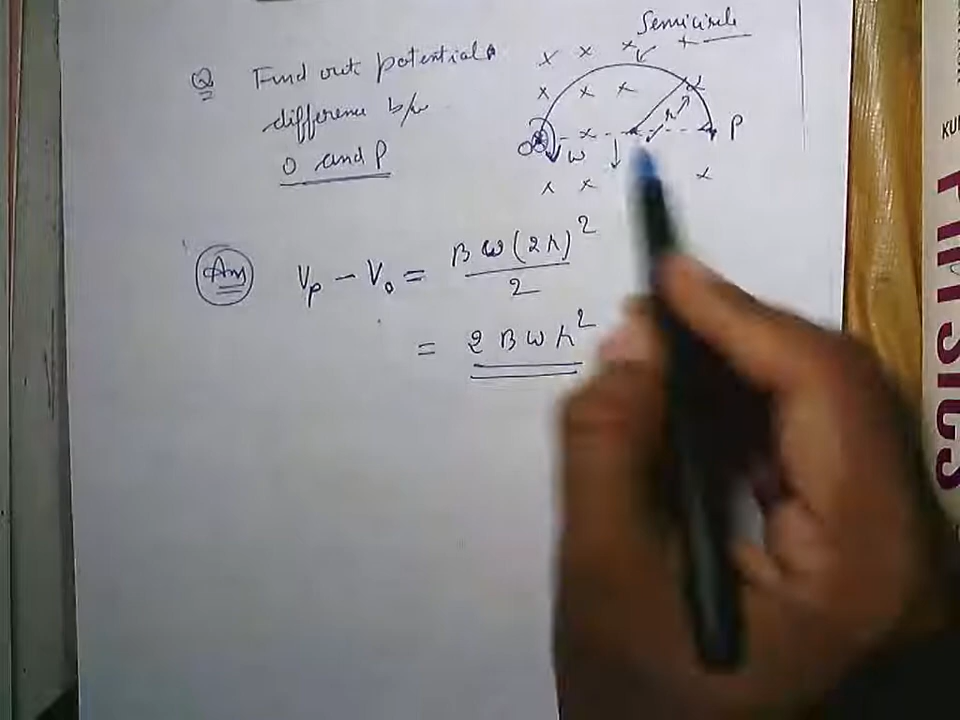 Q Find out potential
Semicircle
difference b/w
O and P
P
r
O
ω
Ans V_P - V_O = Bω(2r)²/2
= 2Bωr²
PHYSICS